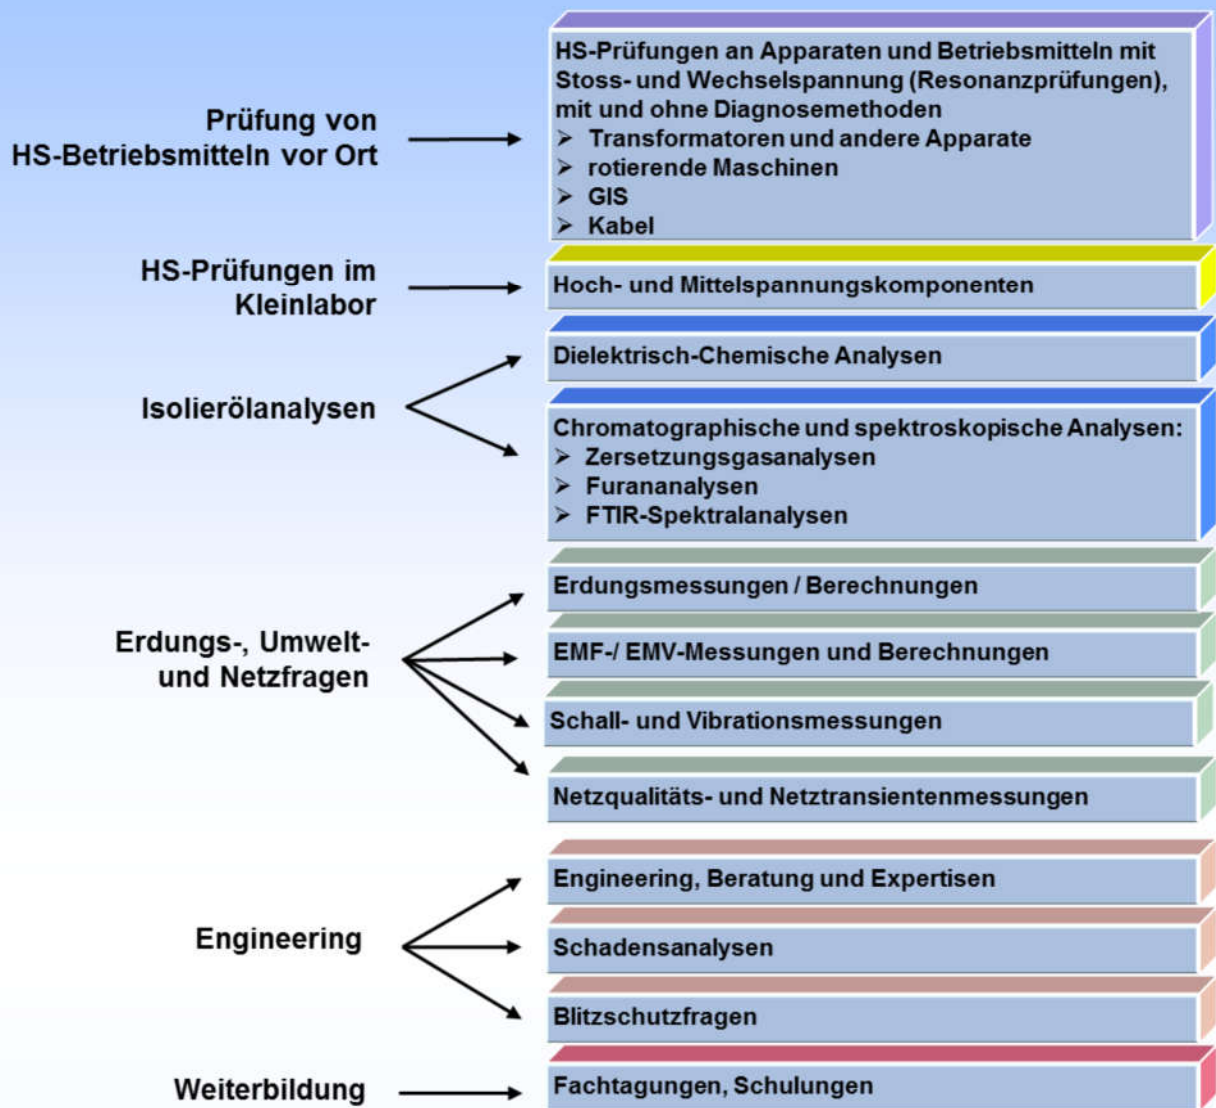 Prüfung von
HS-Betriebsmitteln vor Ort
HS-Prüfungen an Apparaten und Betriebsmitteln mit
Stoss- und Wechselspannung (Resonanzprüfungen),
mit und ohne Diagnosemethoden
➢ Transformatoren und andere Apparate
➢ rotierende Maschinen
➢ GIS
➢ Kabel
HS-Prüfungen im
Kleinlabor
Hoch- und Mittelspannungskomponenten
Isolierölanalysen
Dielektrisch-Chemische Analysen
Chromatographische und spektroskopische Analysen:
➢ Zersetzungsgasanalysen
➢ Furananalysen
➢ FTIR-Spektralanalysen
Erdungs-, Umwelt-
und Netzfragen
Erdungsmessungen / Berechnungen
EMF-/ EMV-Messungen und Berechnungen
Schall- und Vibrationsmessungen
Netzqualitäts- und Netztransientenmessungen
Engineering
Engineering, Beratung und Expertisen
Schadensanalysen
Blitzschutzfragen
Weiterbildung
Fachtagungen, Schulungen